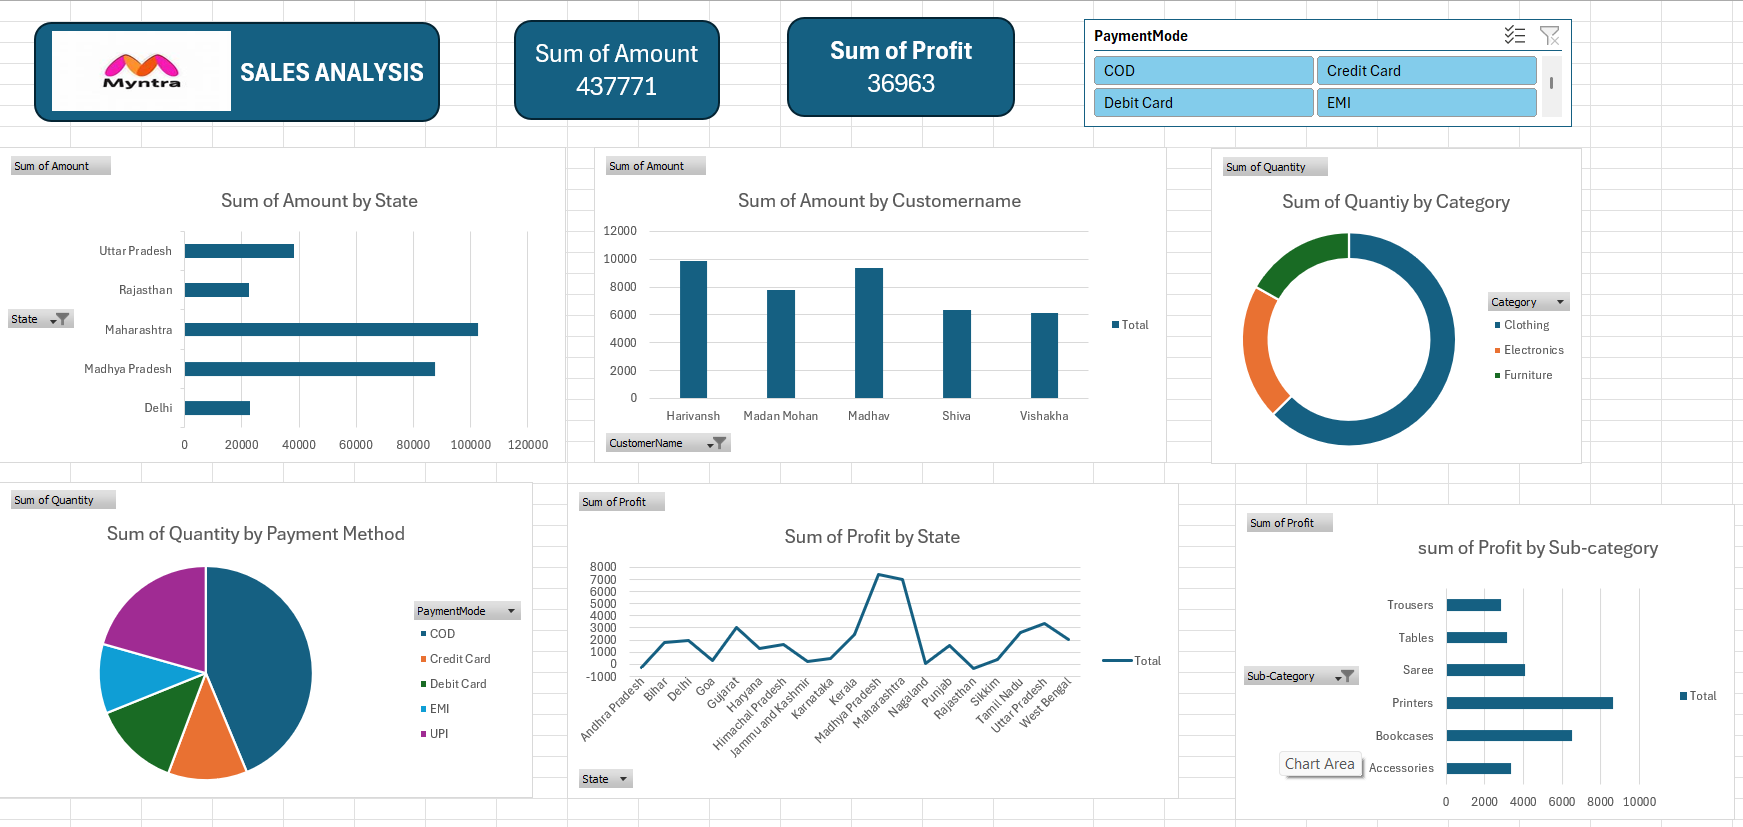 Myntra
SALES ANALYSIS
Sum of Amount
437771
Sum of Profit
36963
PaymentMode
COD
Credit Card
Debit Card
EMI
Sum of Amount
Sum of Amount by State
Uttar Pradesh
Rajasthan
Maharashtra
Madhya Pradesh
Delhi
State
0 20000 40000 60000 80000 100000 120000
Sum of Amount
Sum of Amount by Customername
12000
10000
8000
6000
4000
2000
0
Harivansh Madan Mohan Madhav Shiva Vishakha
Total
CustomerName
Sum of Quantity
Sum of Quantiy by Category
Category
Clothing
Electronics
Furniture
Sum of Quantity
Sum of Quantity by Payment Method
PaymentMode
COD
Credit Card
Debit Card
EMI
UPI
Sum of Profit
Sum of Profit by State
8000
7000
6000
5000
4000
3000
2000
1000
0
-1000
Andhra Pradesh
Bihar
Delhi
Goa
Gujarat
Haryana
Himachal Pradesh
Jammu and Kashmir
Karnataka
Kerala
Madhya Pradesh
Maharashtra
Nagaland
Punjab
Rajasthan
Sikkim
Tamil Nadu
Uttar Pradesh
West Bengal
Total
State
Sum of Profit
sum of Profit by Sub-category
Trousers
Tables
Saree
Printers
Bookcases
Accessories
Sub-Category
Total
Chart Area
0 2000 4000 6000 8000 10000